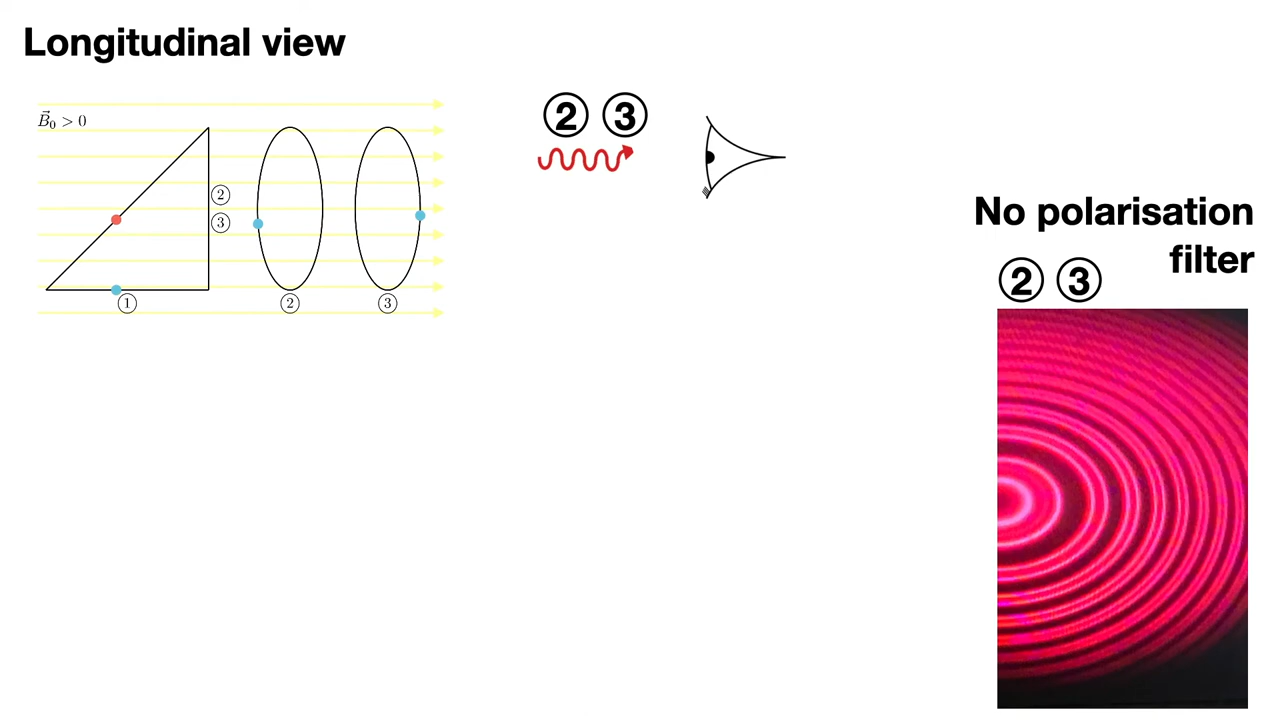 Longitudinal view
B⃗₀ > 0
② ③
②
③
① ② ③
No polarisation
filter
② ③